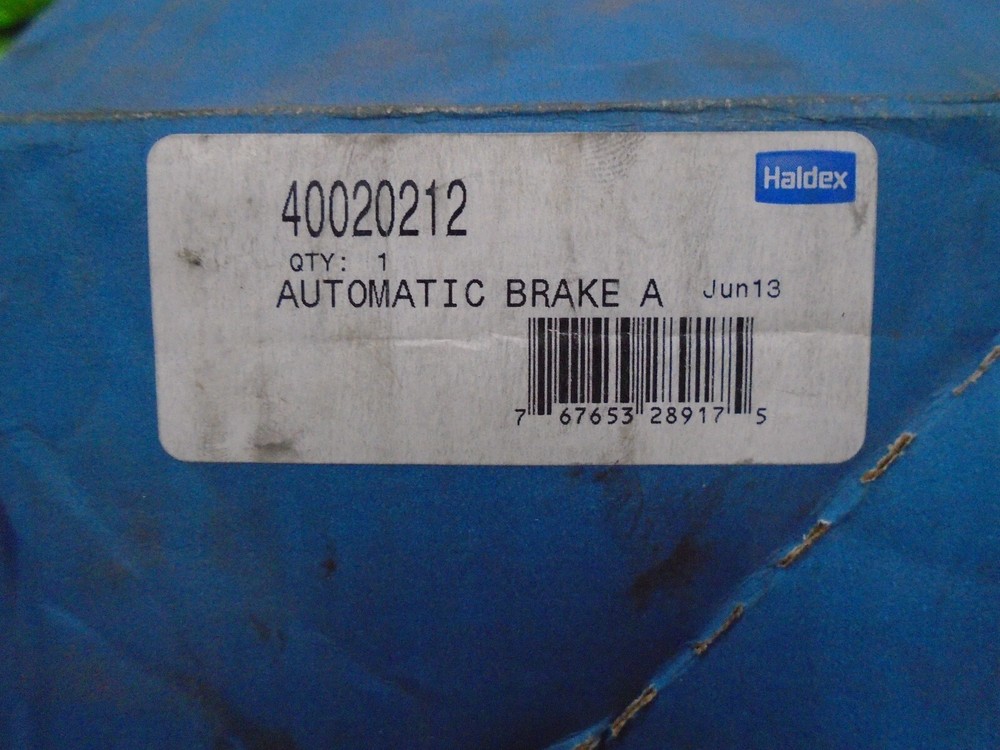 Haldex
40020212
QTY: 1
AUTOMATIC BRAKE A Jun13
7 67653 28917 5